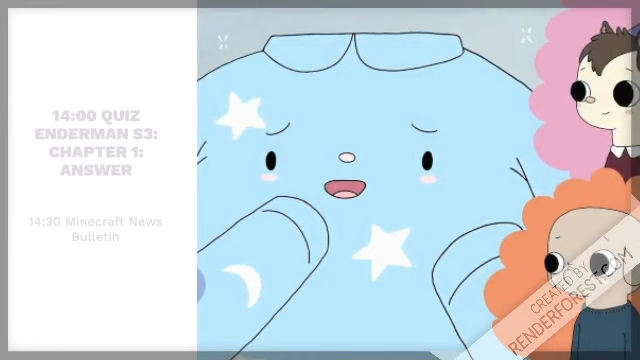 14:00 QUIZ
ENDERMAN S3:
CHAPTER 1:
ANSWER
14:30 Minecraft News
Bulletin
CREATED BY
RENDERFOREST.COM